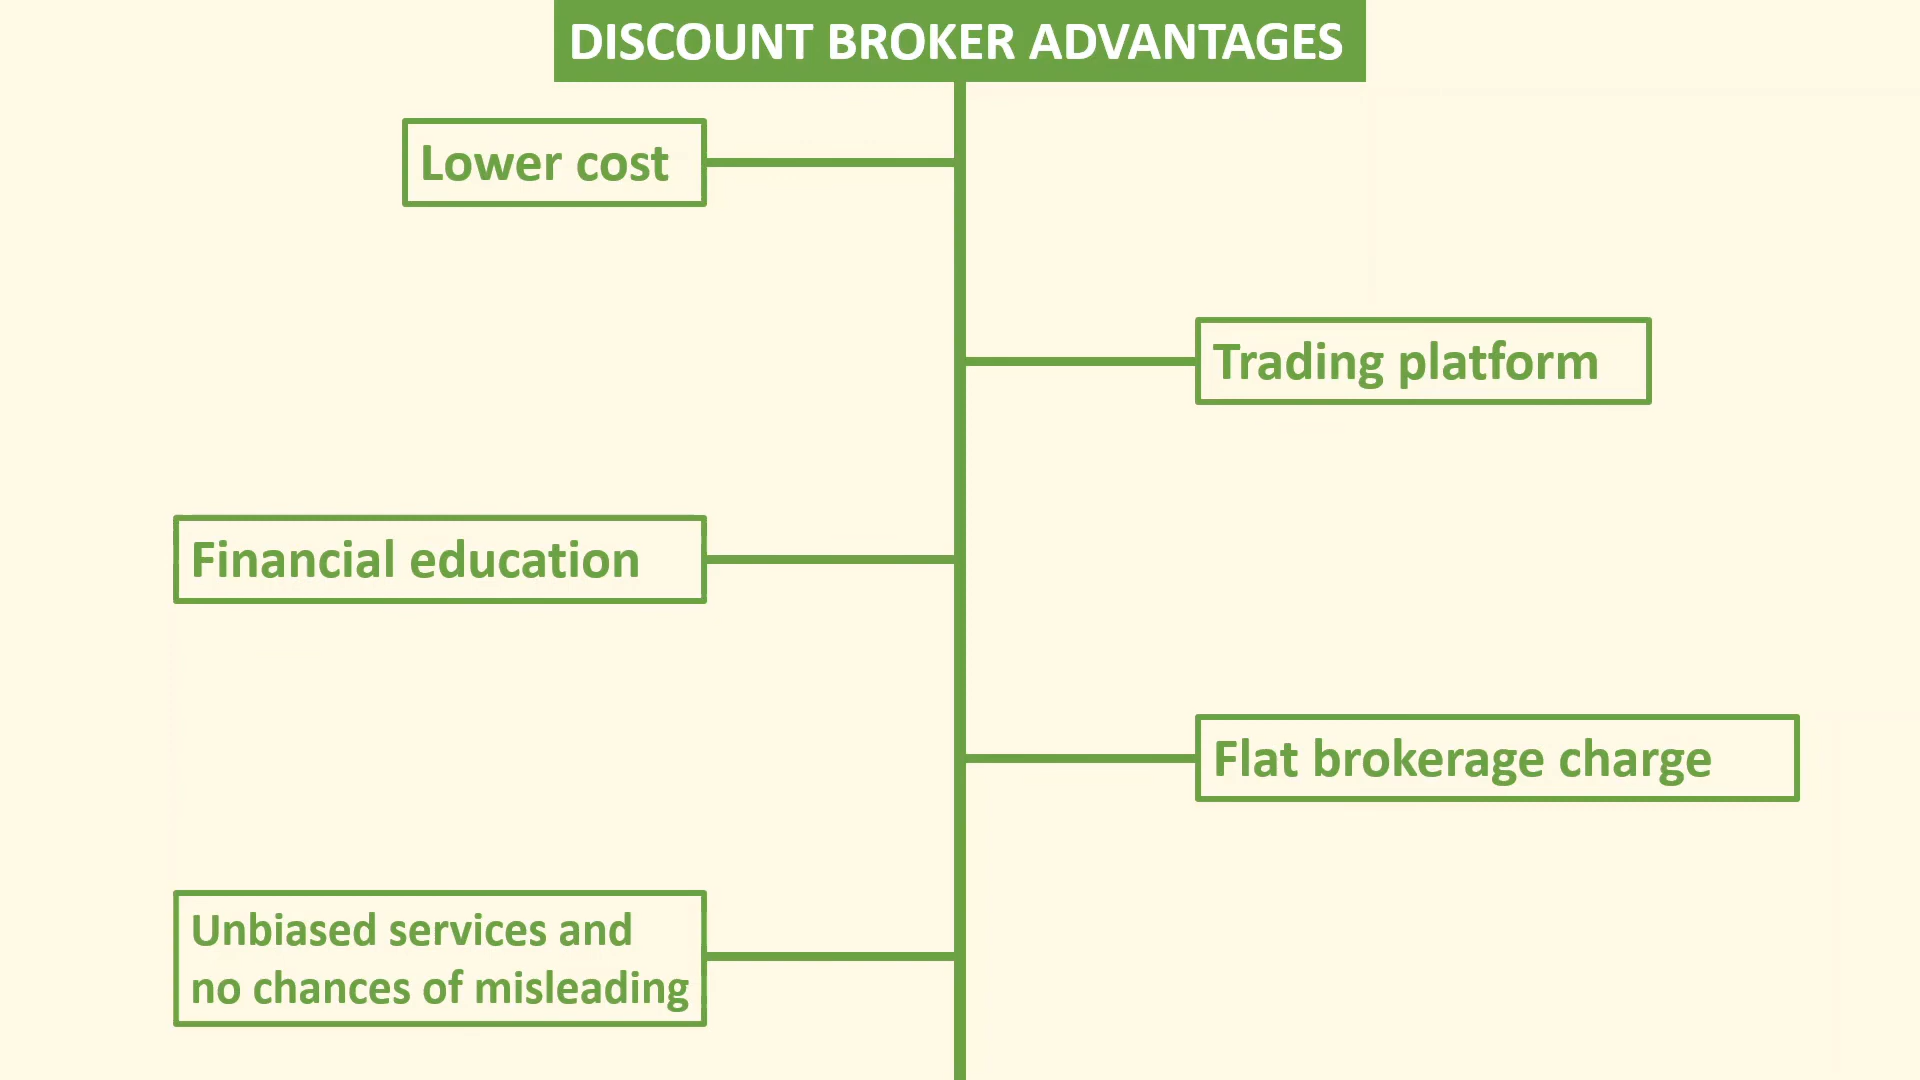 DISCOUNT BROKER ADVANTAGES
Lower cost
Trading platform
Financial education
Flat brokerage charge
Unbiased services and
no chances of misleading